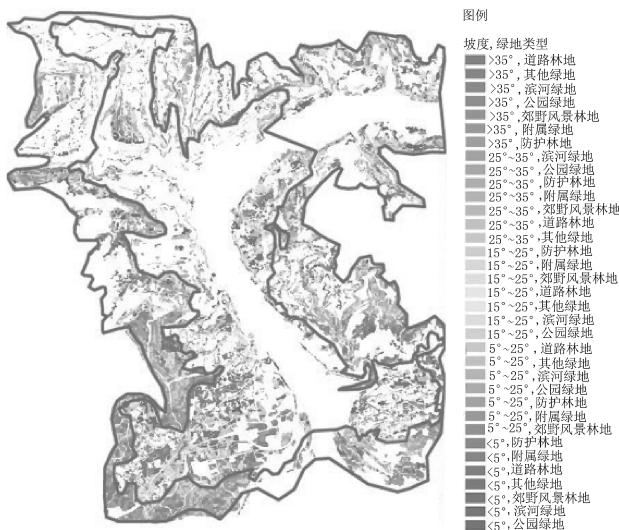 图例
坡度,绿地类型
>35°,道路林地
>35°,其他绿地
>35°,滨河绿地
>35°,公园绿地
>35°,郊野风景林地
>35°,附属绿地
>35°,防护林地
25°~35°,滨河绿地
25°~35°,公园绿地
25°~35°,防护林地
25°~35°,附属绿地
25°~35°,郊野风景林地
25°~35°,道路林地
25°~35°,其他绿地
15°~25°,防护林地
15°~25°,附属绿地
15°~25°,郊野风景林地
15°~25°,道路林地
15°~25°,其他绿地
15°~25°,滨河绿地
15°~25°,公园绿地
5°~25°,道路林地
5°~25°,其他绿地
5°~25°,滨河绿地
5°~25°,公园绿地
5°~25°,防护林地
5°~25°,附属绿地
5°~25°,郊野风景林地
<5°,防护林地
<5°,附属绿地
<5°,道路林地
<5°,其他绿地
<5°,郊野风景林地
<5°,滨河绿地
<5°,公园绿地